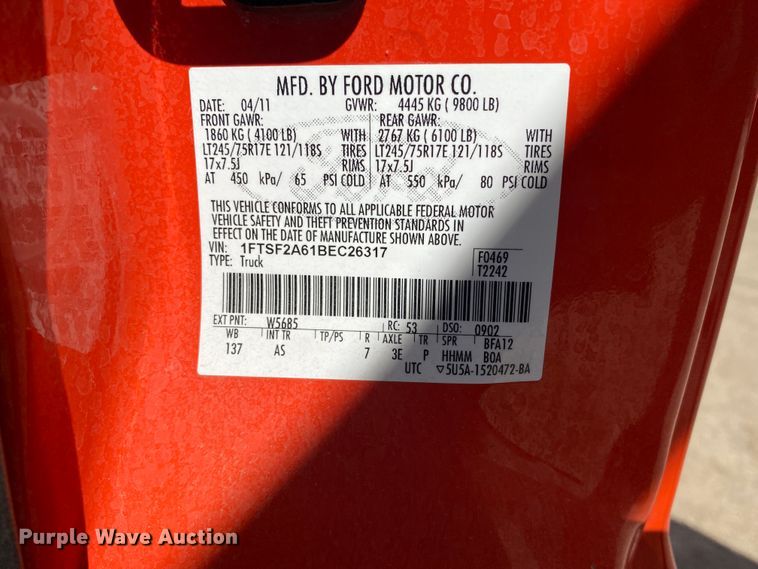 MFD. BY FORD MOTOR CO.
DATE: 04/11 GVWR: 4445 KG ( 9800 LB)
FRONT GAWR: REAR GAWR:
1860 KG ( 4100 LB) WITH 2767 KG ( 6100 LB) WITH
LT245/75R17E 121/118S TIRES LT245/75R17E 121/118S TIRES
17x7.5J RIMS 17x7.5J RIMS
AT 450 kPa/ 65 PSI COLD AT 550 kPa/ 80 PSI COLD
THIS VEHICLE CONFORMS TO ALL APPLICABLE FEDERAL MOTOR
VEHICLE SAFETY AND THEFT PREVENTION STANDARDS IN
EFFECT ON THE DATE OF MANUFACTURE SHOWN ABOVE.
VIN: 1FTSF2A61BEC26317 F0469
TYPE: Truck T2242
EXT PNT: W5685 RC: 53 DSO: 0902
WB INT TR TP/PS R AXLE TR SPR BFA12
137 AS 7 3E P HHMM BOA
UTC ▽5U5A-1520472-BA
Purple Wave Auction